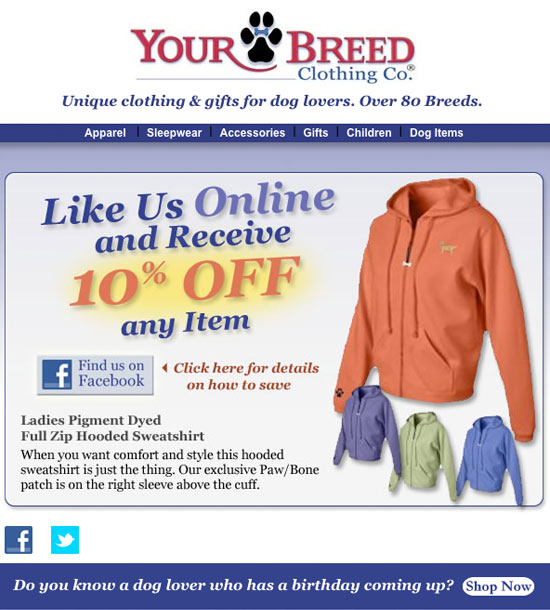 YOUR BREED
Clothing Co.®
Unique clothing & gifts for dog lovers. Over 80 Breeds.
Apparel | Sleepwear | Accessories | Gifts | Children | Dog Items
Like Us Online
and Receive
10% OFF
any Item
Find us on
Facebook
Click here for details
on how to save
Ladies Pigment Dyed
Full Zip Hooded Sweatshirt
When you want comfort and style this hooded
sweatshirt is just the thing. Our exclusive Paw/Bone
patch is on the right sleeve above the cuff.
Do you know a dog lover who has a birthday coming up? Shop Now